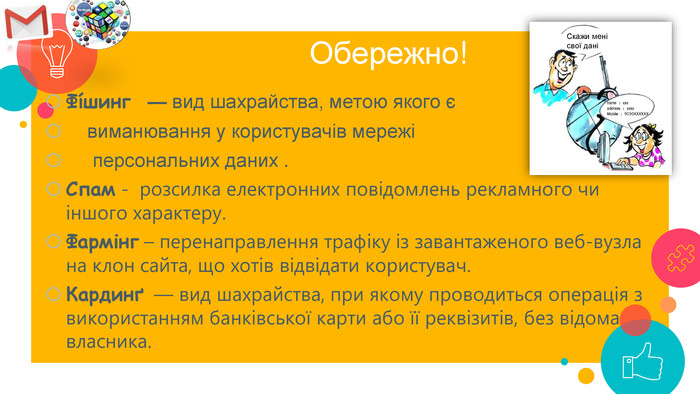 Обережно!
Скажи мені
свої дані
Фішинг — вид шахрайства, метою якого є
виманювання у користувачів мережі
персональних даних .
Спам - розсилка електронних повідомлень рекламного чи
іншого характеру.
Фармінг – перенаправлення трафіку із завантаженого веб-вузла
на клон сайта, що хотів відвідати користувач.
Кардинґ — вид шахрайства, при якому проводиться операція з
використанням банківської карти або її реквізитів, без відома
власника.